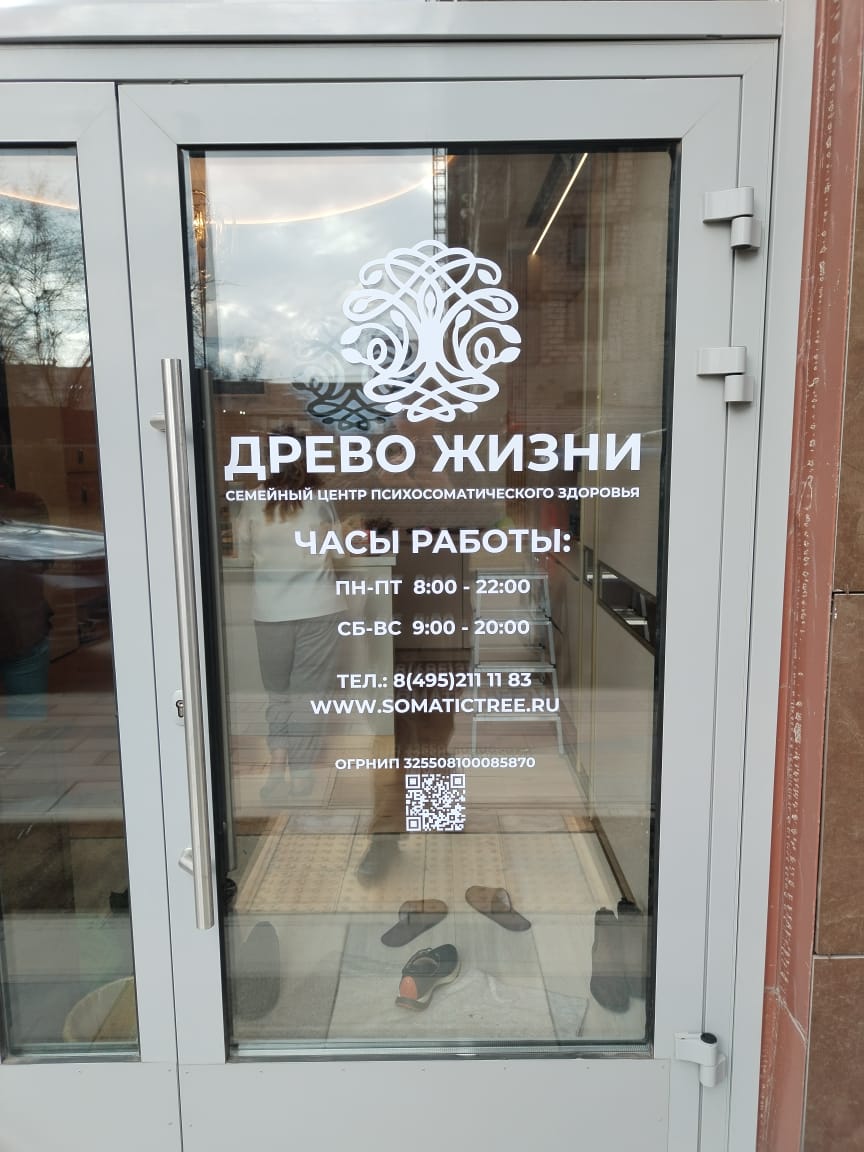 ДРЕВО ЖИЗНИ
СЕМЕЙНЫЙ ЦЕНТР ПСИХОСОМАТИЧЕСКОГО ЗДОРОВЬЯ
ЧАСЫ РАБОТЫ:
ПН-ПТ 8:00 - 22:00
СБ-ВС 9:00 - 20:00
ТЕЛ.: 8(495)211 11 83
WWW.SOMATICTREE.RU
ОГРНИП 325508100085870